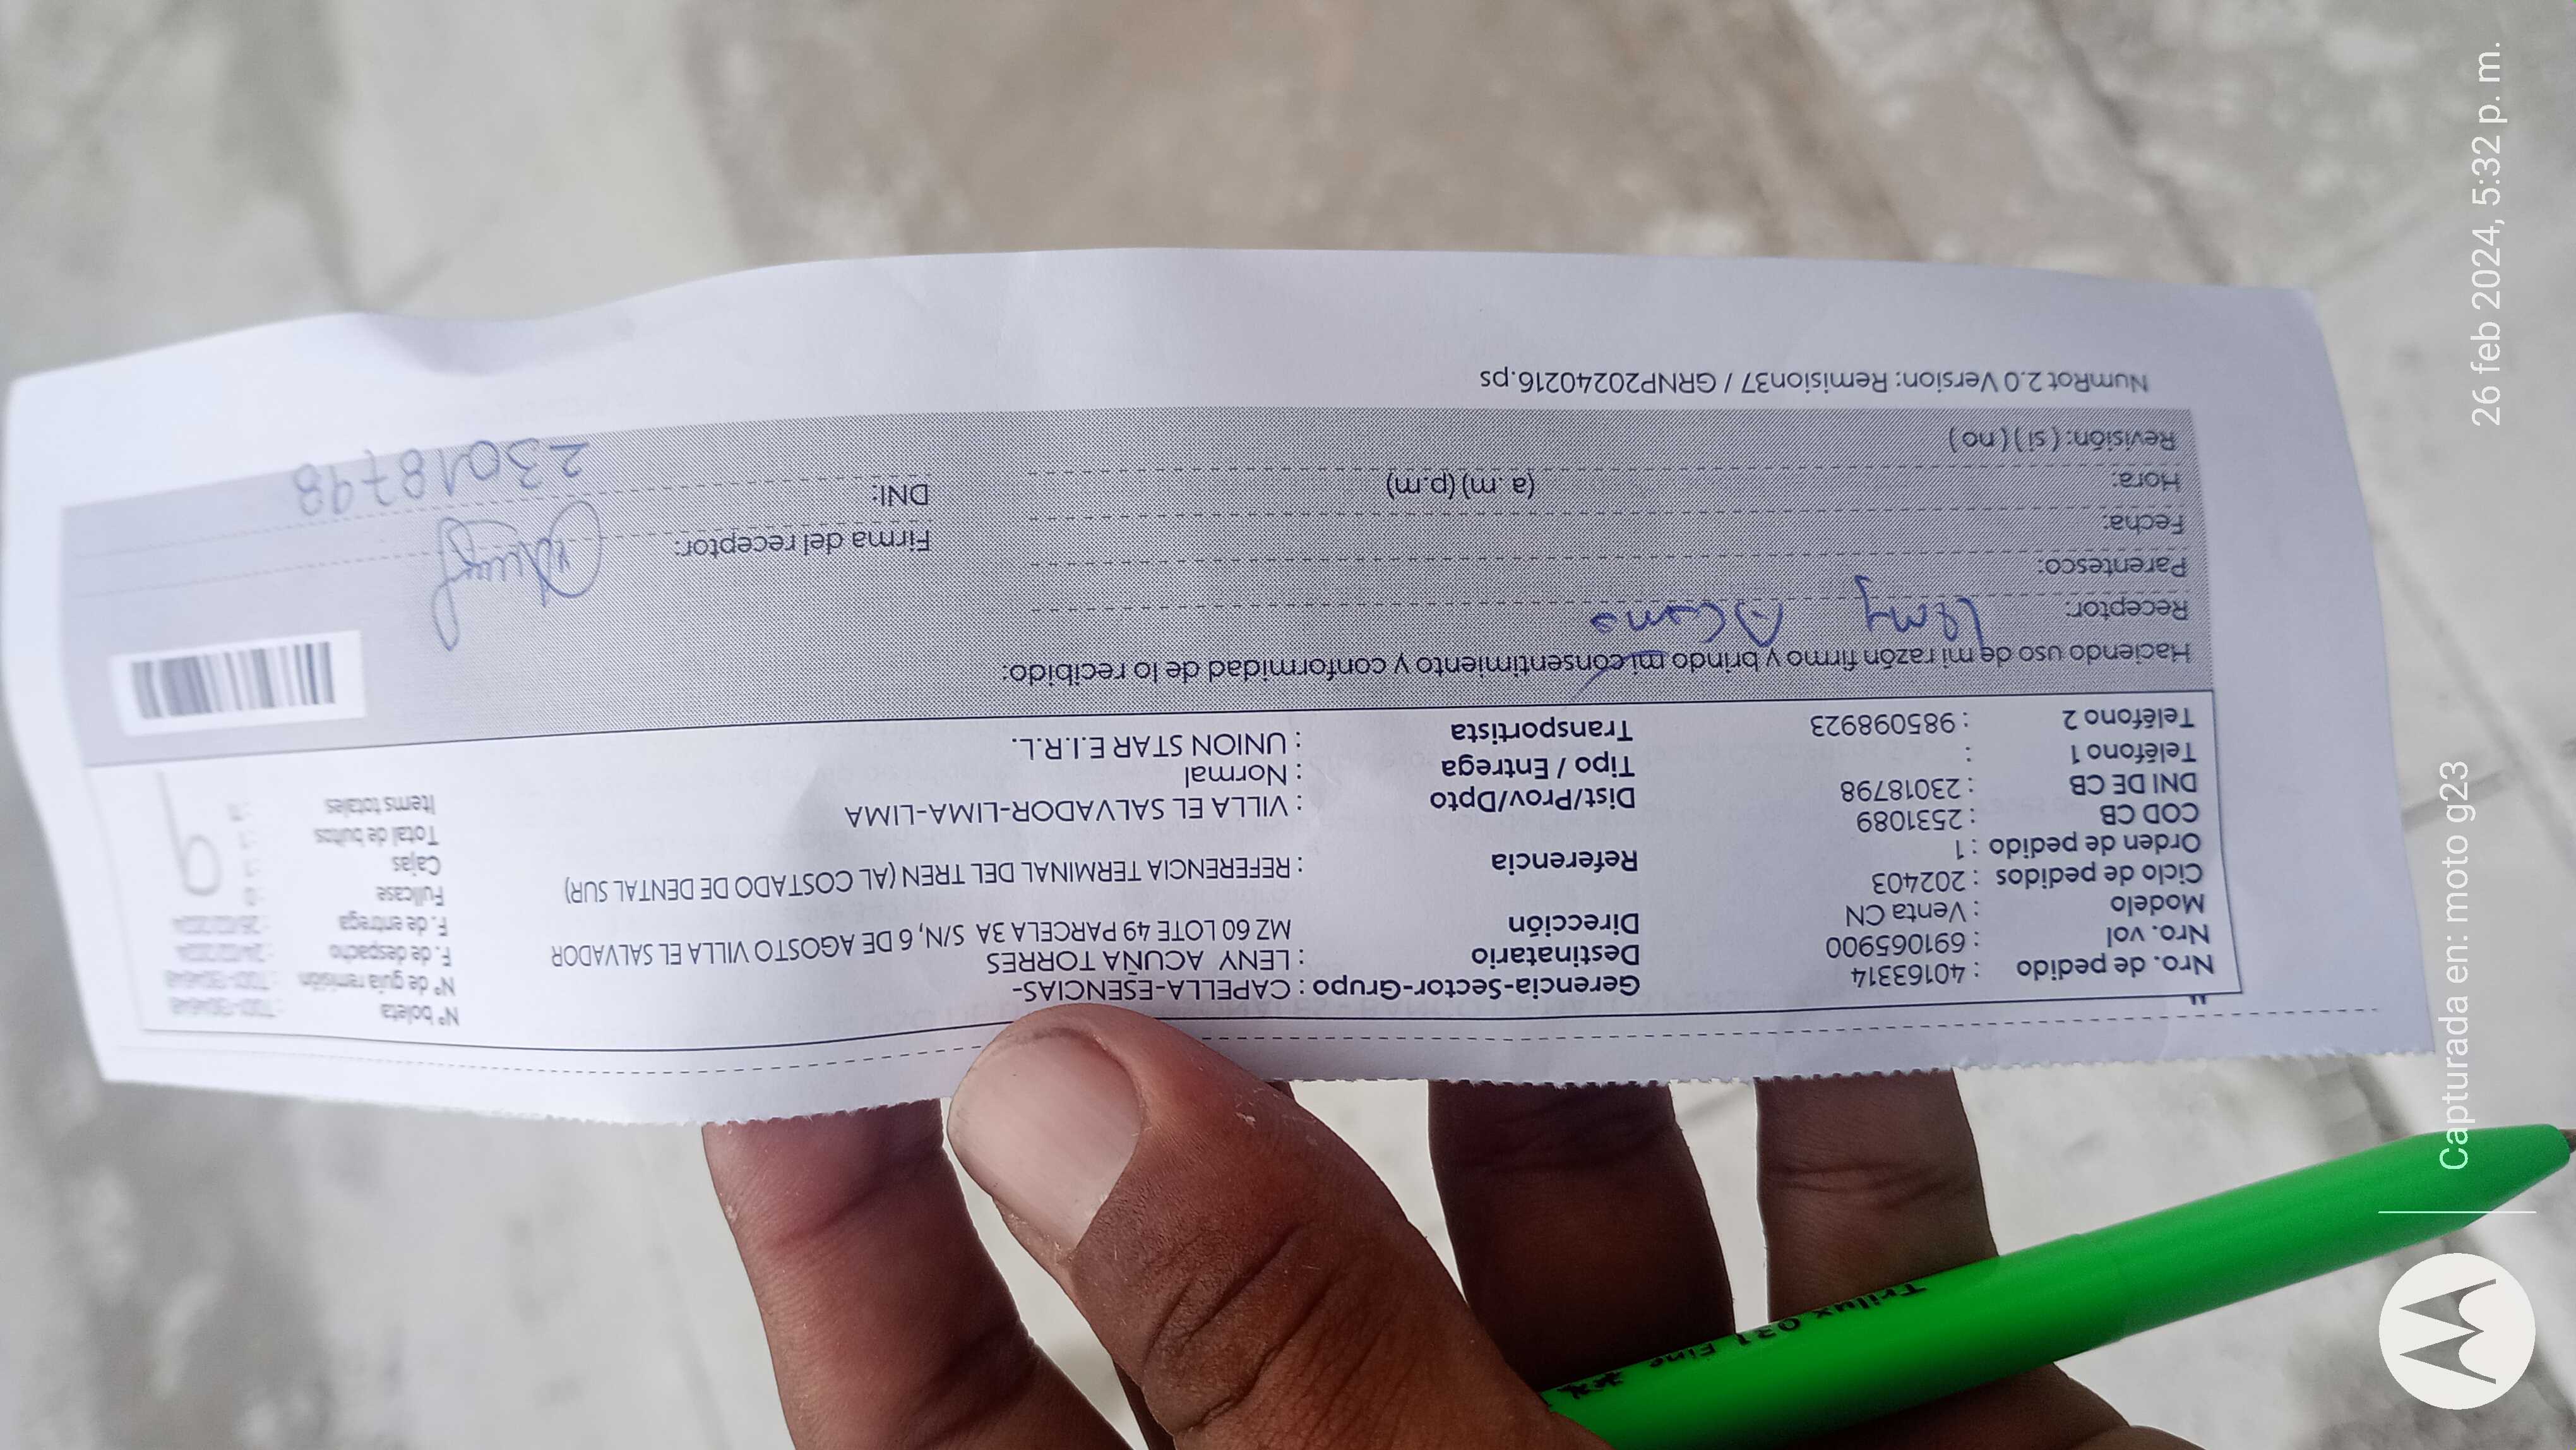 Nro. de pedido : 40163314
Nro. vol : 691065900
Modelo : Venta CN
Ciclo de pedidos : 202403
Orden de pedido : 1
COD CB : 2531089
DNI DE CB : 23018798
Teléfono 1 :
Teléfono 2 : 985098923
Gerencia-Sector-Grupo : CAPELLA-ESENCIAS-
Destinatario : LENY ACUÑA TORRES
Dirección MZ 60 LOTE 49 PARCELA 3A S/N, 6 DE AGOSTO VILLA EL SALVADOR
Referencia : REFERENCIA TERMINAL DEL TREN (AL COSTADO DE DENTAL SUR)
Dist/Prov/Dpto : VILLA EL SALVADOR-LIMA-LIMA
Tipo / Entrega : Normal
Transportista : UNION STAR E.I.R.L.
N° boleta
N° de guía remisión
F. de despacho
F. de entrega
Fullcase
Cajas
Total de bultos
Items totales
Haciendo uso de mi razón firmo y brindo mi consentimiento y conformidad de lo recibido:
Receptor:
Parentesco:
Fecha:
Hora: (a.m) (p.m)
Revisión: (si) (no)
Firma del receptor:
DNI: 23018798
NumRot 2.0 Version: Remision37 / GRNP20240216.ps
Trilux 031 Fine
26 feb 2024, 5:32 p. m.
Capturada en: moto g23